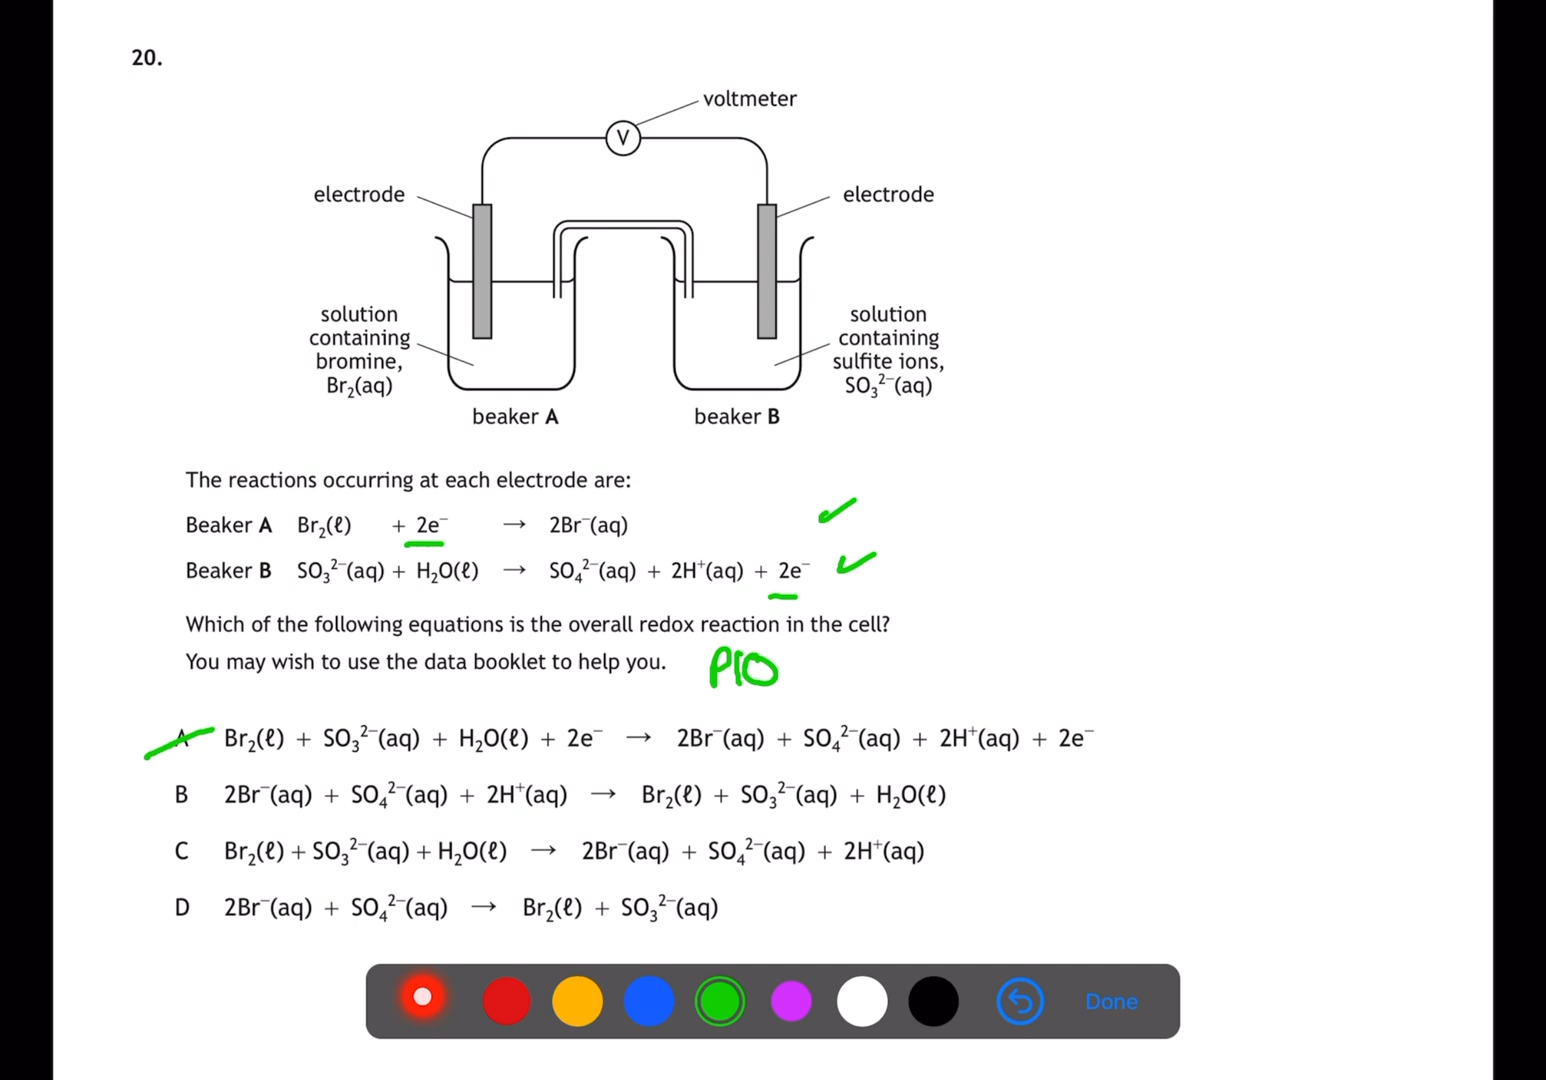 20.
voltmeter
V
electrode
electrode
solution
containing
bromine,
Br₂(aq)
solution
containing
sulfite ions,
SO₃²⁻(aq)
beaker A
beaker B
The reactions occurring at each electrode are:
Beaker A Br₂(ℓ) + 2e⁻ → 2Br⁻(aq)
Beaker B SO₃²⁻(aq) + H₂O(ℓ) → SO₄²⁻(aq) + 2H⁺(aq) + 2e⁻
Which of the following equations is the overall redox reaction in the cell?
You may wish to use the data booklet to help you. P10
A Br₂(ℓ) + SO₃²⁻(aq) + H₂O(ℓ) + 2e⁻ → 2Br⁻(aq) + SO₄²⁻(aq) + 2H⁺(aq) + 2e⁻
B 2Br⁻(aq) + SO₄²⁻(aq) + 2H⁺(aq) → Br₂(ℓ) + SO₃²⁻(aq) + H₂O(ℓ)
C Br₂(ℓ) + SO₃²⁻(aq) + H₂O(ℓ) → 2Br⁻(aq) + SO₄²⁻(aq) + 2H⁺(aq)
D 2Br⁻(aq) + SO₄²⁻(aq) → Br₂(ℓ) + SO₃²⁻(aq)
Done